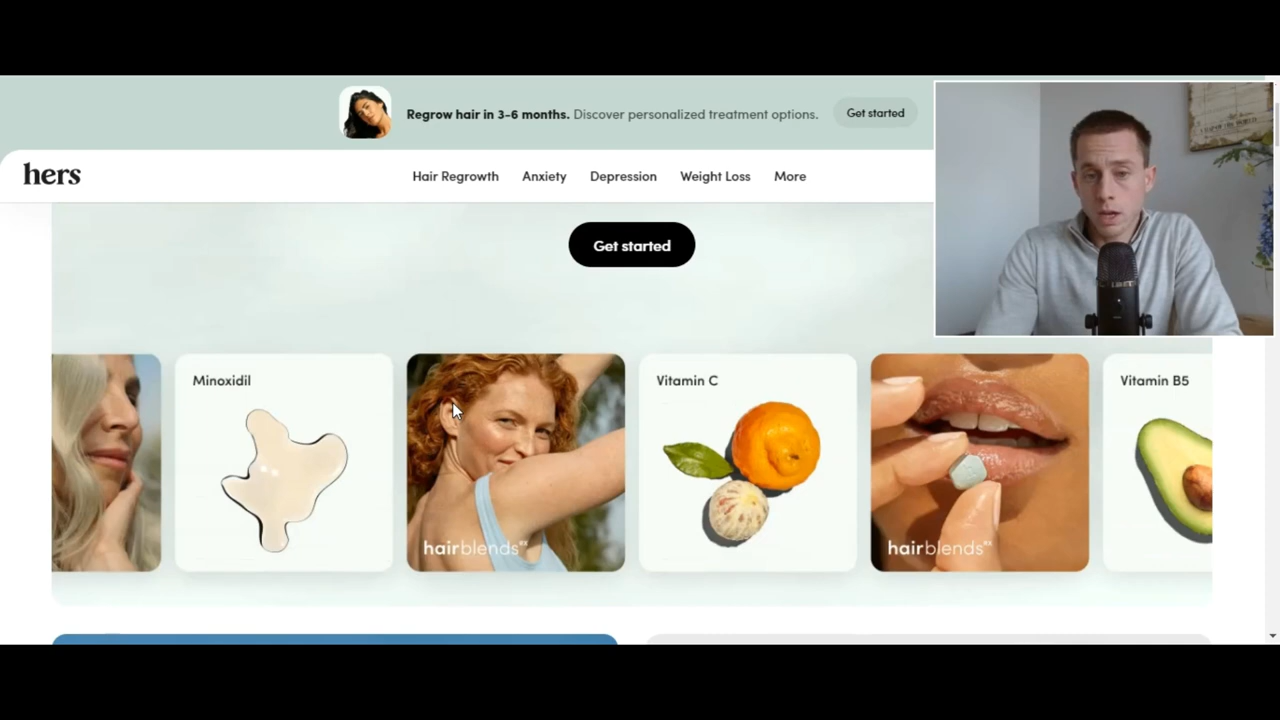 Regrow hair in 3-6 months. Discover personalized treatment options.
Get started
hers
Hair Regrowth
Anxiety
Depression
Weight Loss
More
Get started
Minoxidil
hairblends
Vitamin C
hairblends
Vitamin B5